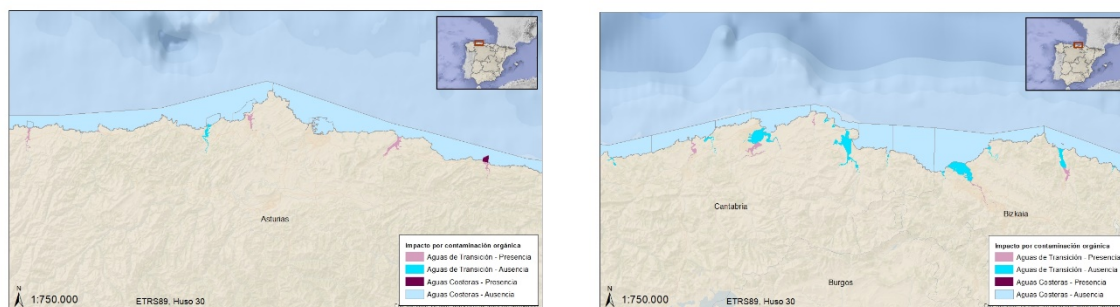 Asturias
Impacto por contaminación orgánica
Aguas de Transición - Presencia
Aguas de Transición - Ausencia
Aguas Costeras - Presencia
Aguas Costeras - Ausencia
N
1:750.000
ETRS89, Huso 30
Cantabria
Bizkaia
Burgos
Impacto por contaminación orgánica
Aguas de Transición - Presencia
Aguas de Transición - Ausencia
Aguas Costeras - Presencia
Aguas Costeras - Ausencia
N
1:750.000
ETRS89, Huso 30